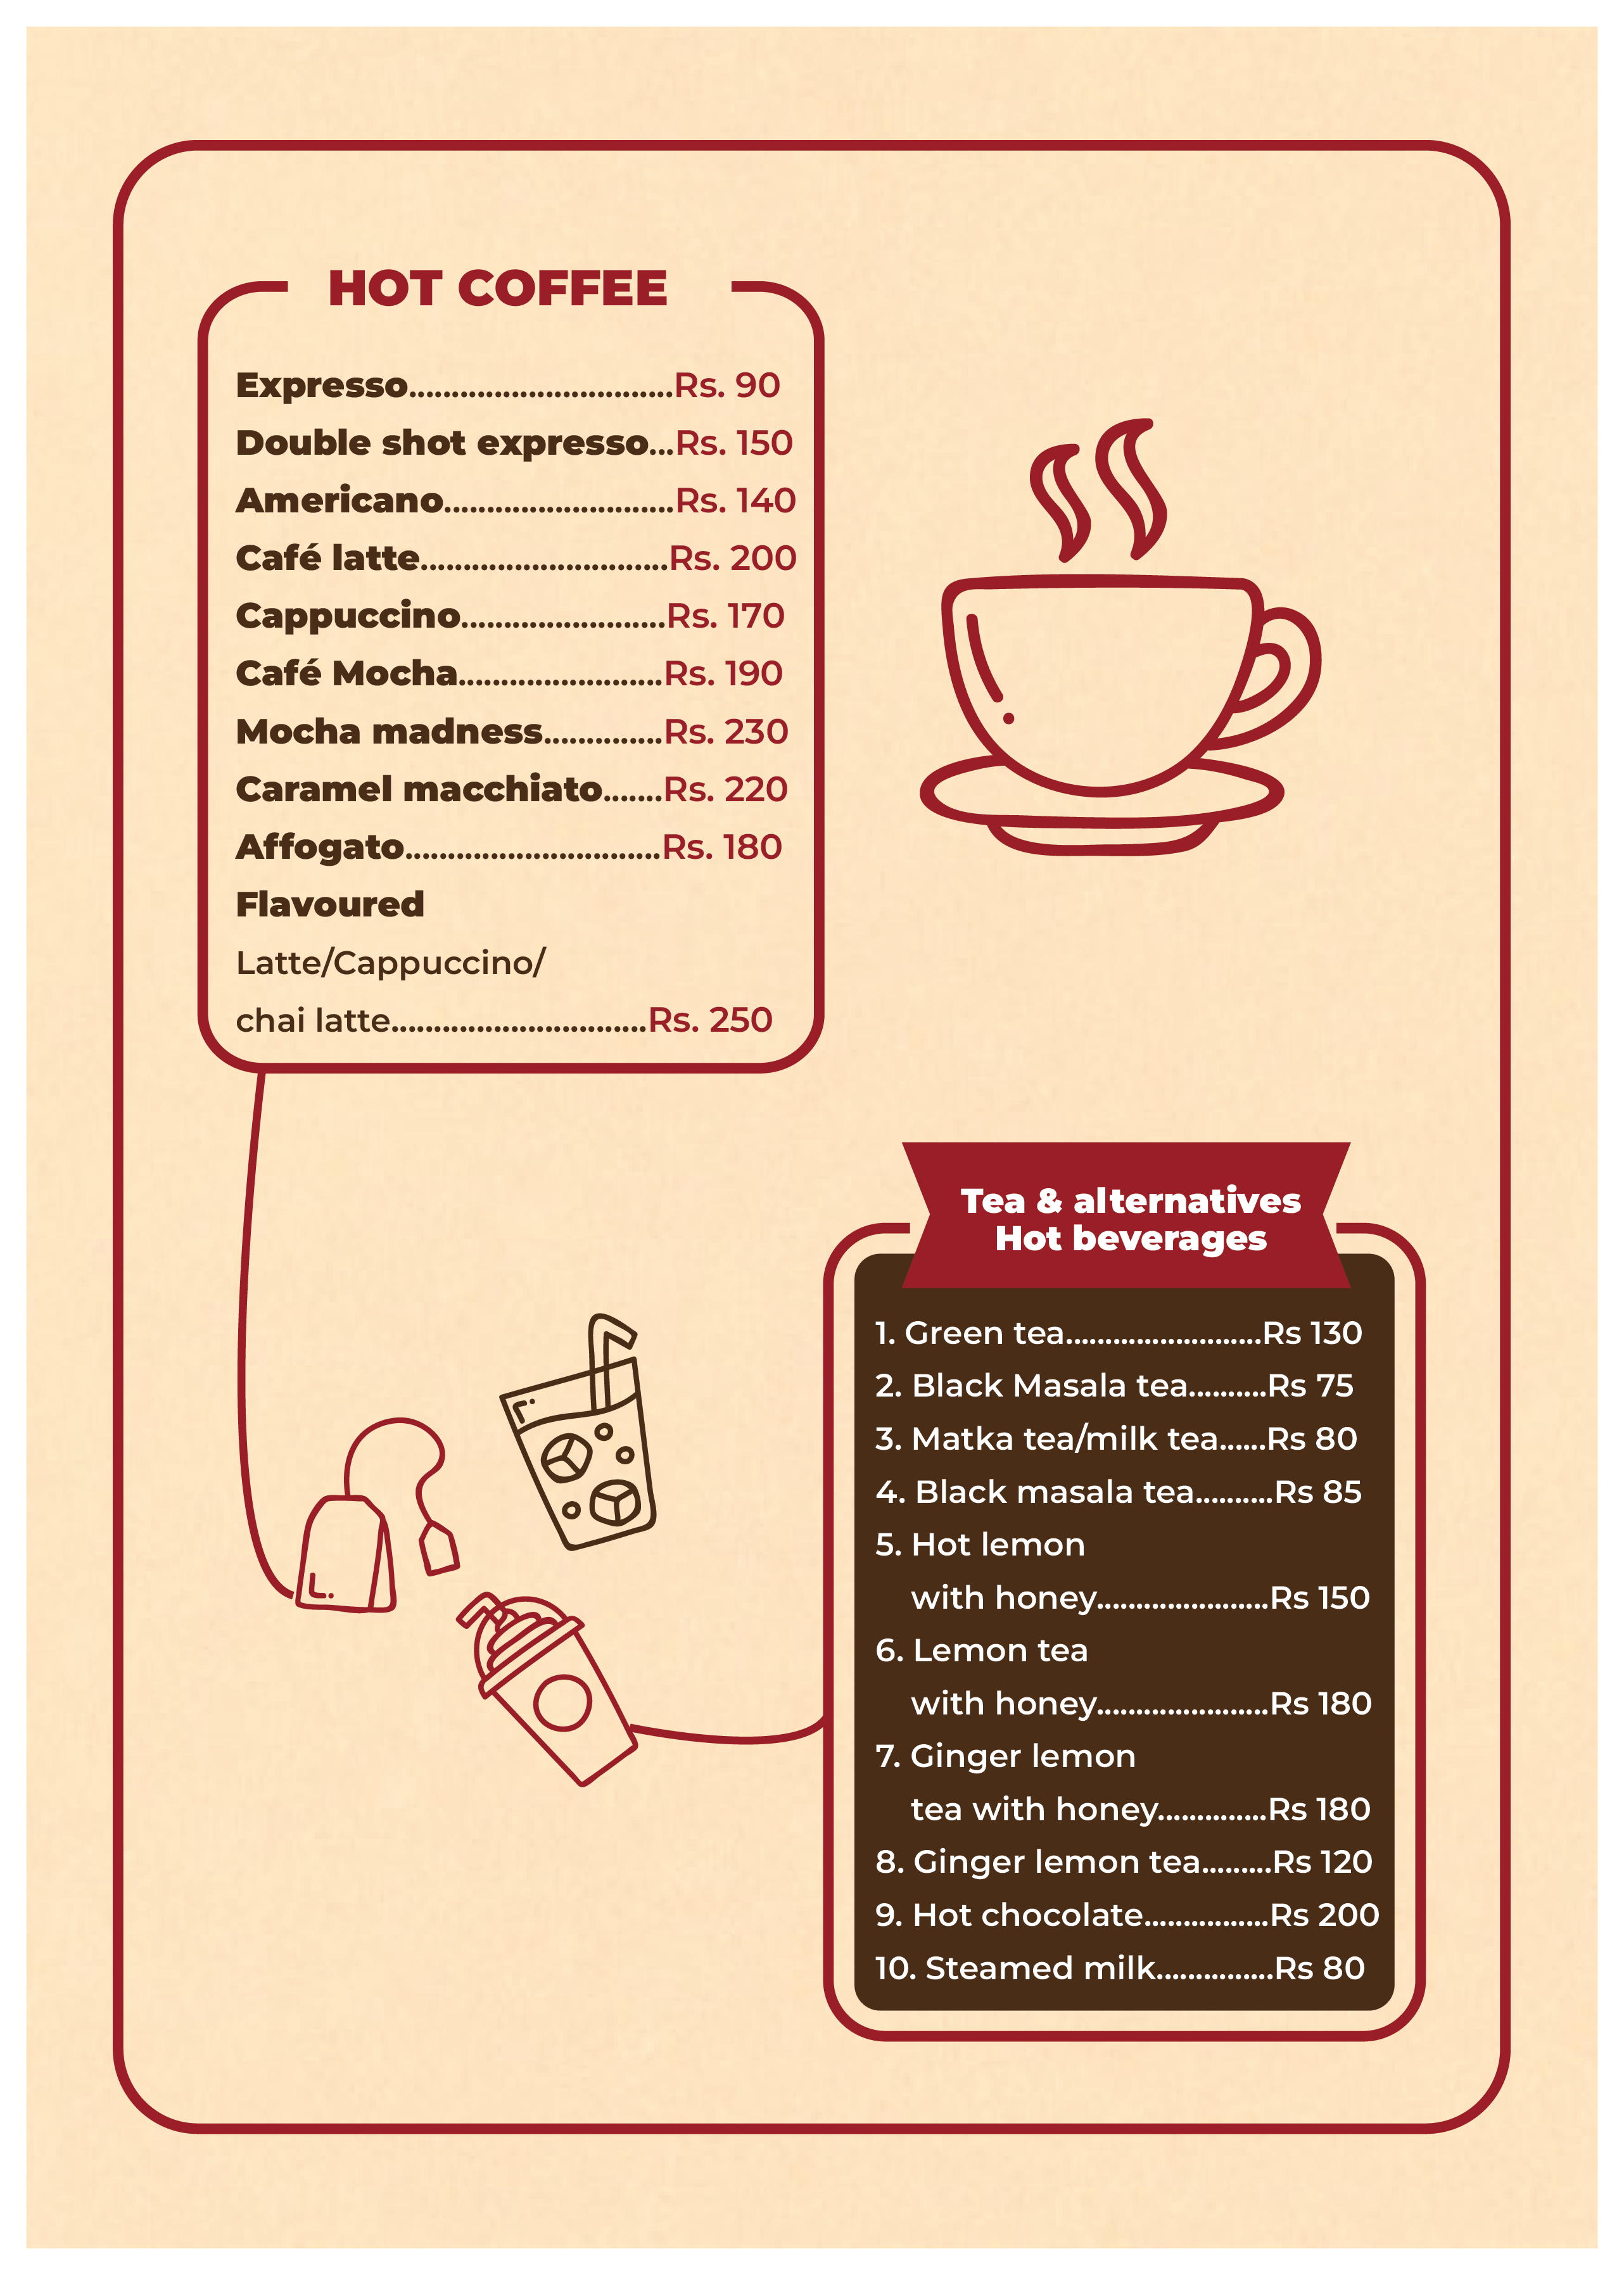 HOT COFFEE
Expresso...............................Rs. 90
Double shot expresso...Rs. 150
Americano...........................Rs. 140
Café latte.............................Rs. 200
Cappuccino........................Rs. 170
Café Mocha........................Rs. 190
Mocha madness..............Rs. 230
Caramel macchiato.......Rs. 220
Affogato..............................Rs. 180
Flavoured
Latte/Cappuccino/
chai latte..............................Rs. 250
Tea & alternatives
Hot beverages
1. Green tea.........................Rs 130
2. Black Masala tea..........Rs 75
3. Matka tea/milk tea......Rs 80
4. Black masala tea..........Rs 85
5. Hot lemon
with honey......................Rs 150
6. Lemon tea
with honey......................Rs 180
7. Ginger lemon
tea with honey..............Rs 180
8. Ginger lemon tea.........Rs 120
9. Hot chocolate................Rs 200
10. Steamed milk...............Rs 80